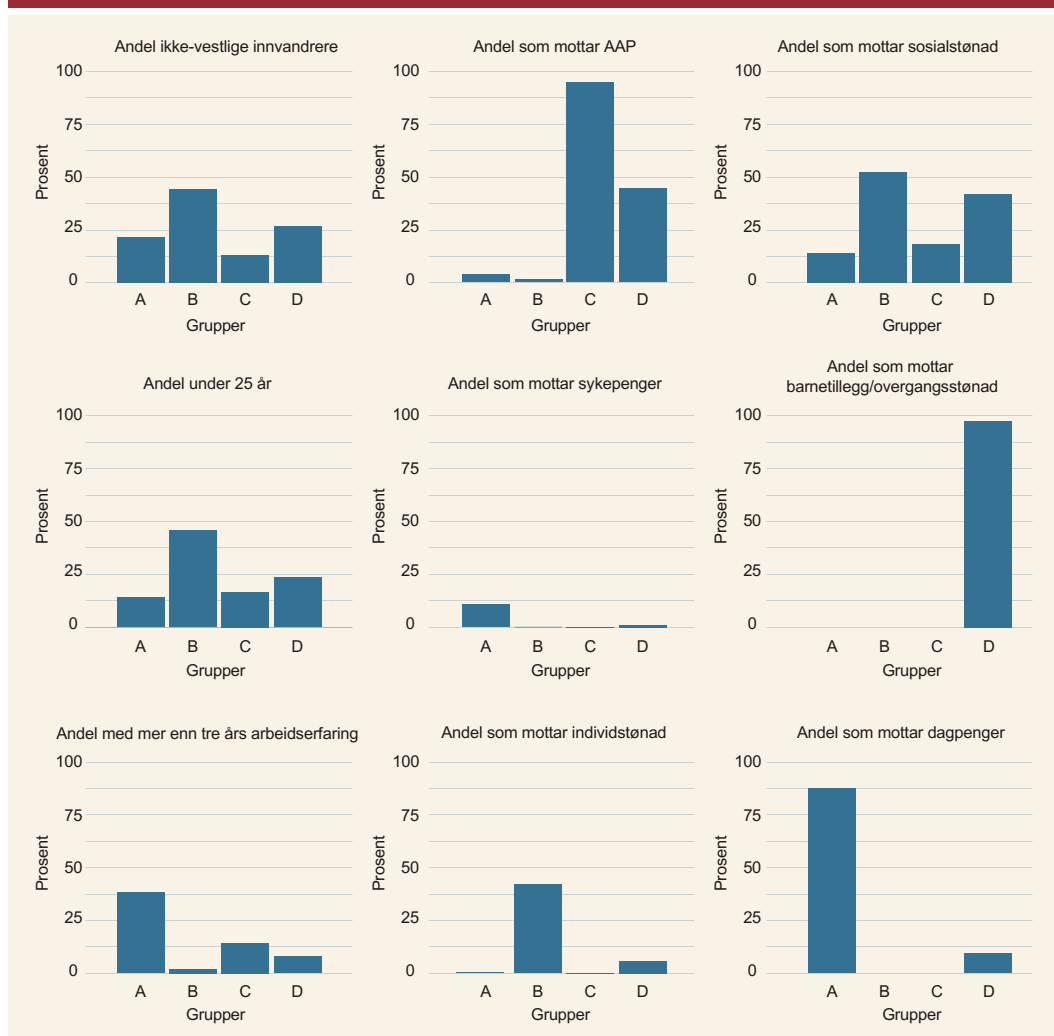 Andel ikke-vestlige innvandrere
100
75
50
25
0
Prosent
A B C D
Grupper
Andel som mottar AAP
100
75
50
25
0
Prosent
A B C D
Grupper
Andel som mottar sosialstønad
100
75
50
25
0
Prosent
A B C D
Grupper
Andel under 25 år
100
75
50
25
0
Prosent
A B C D
Grupper
Andel som mottar sykepenger
100
75
50
25
0
Prosent
A B C D
Grupper
Andel som mottar
barnetillegg/overgangsstønad
100
75
50
25
0
Prosent
A B C D
Grupper
Andel med mer enn tre års arbeidserfaring
100
75
50
25
0
Prosent
A B C D
Grupper
Andel som mottar individstønad
100
75
50
25
0
Prosent
A B C D
Grupper
Andel som mottar dagpenger
100
75
50
25
0
Prosent
A B C D
Grupper